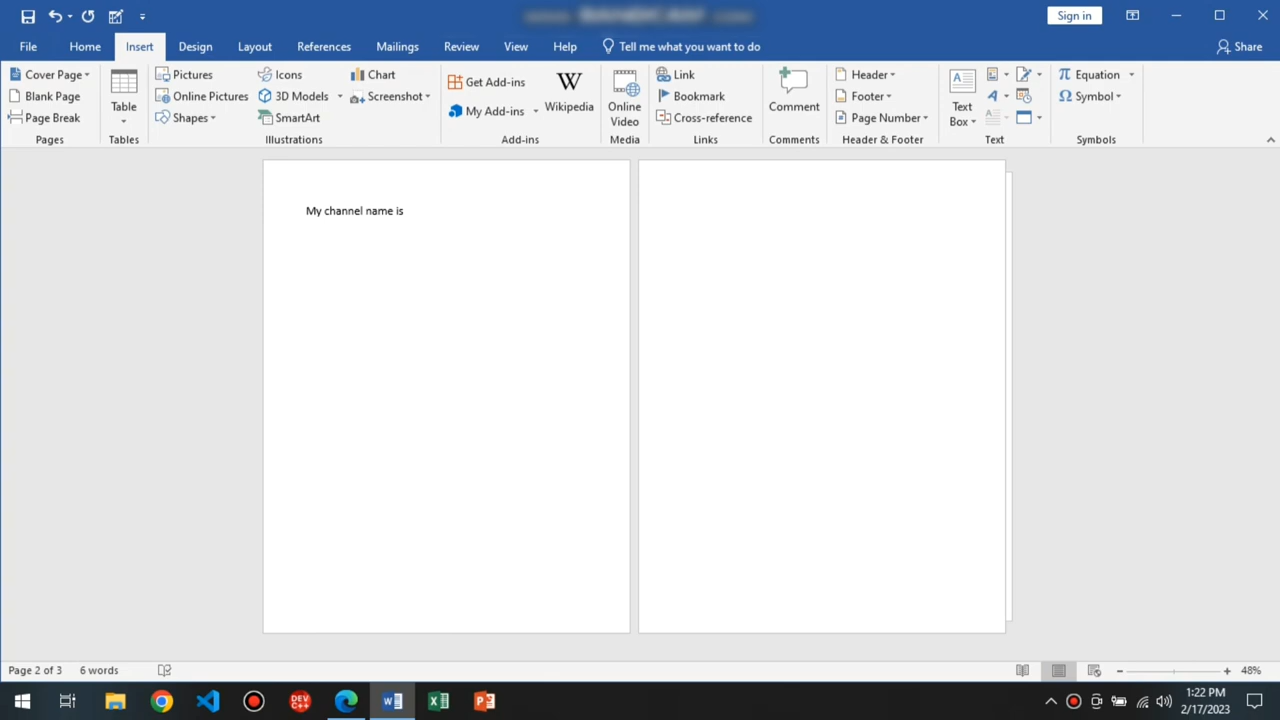 www.BANDICAM.com
Sign in
File Home Insert Design Layout References Mailings Review View Help Tell me what you want to do Share
Cover Page
Blank Page
Page Break
Pages
Table
Tables
Pictures
Online Pictures
Shapes
Icons
3D Models
SmartArt
Chart
Screenshot
Illustrations
Get Add-ins
My Add-ins
Wikipedia
Add-ins
Online
Video
Media
Link
Bookmark
Cross-reference
Links
Comment
Comments
Header
Footer
Page Number
Header & Footer
Text
Box
Text
Equation
Symbol
Symbols
My channel name is
Page 2 of 3 6 words 48%
DEV
C++
1:22 PM
2/17/2023